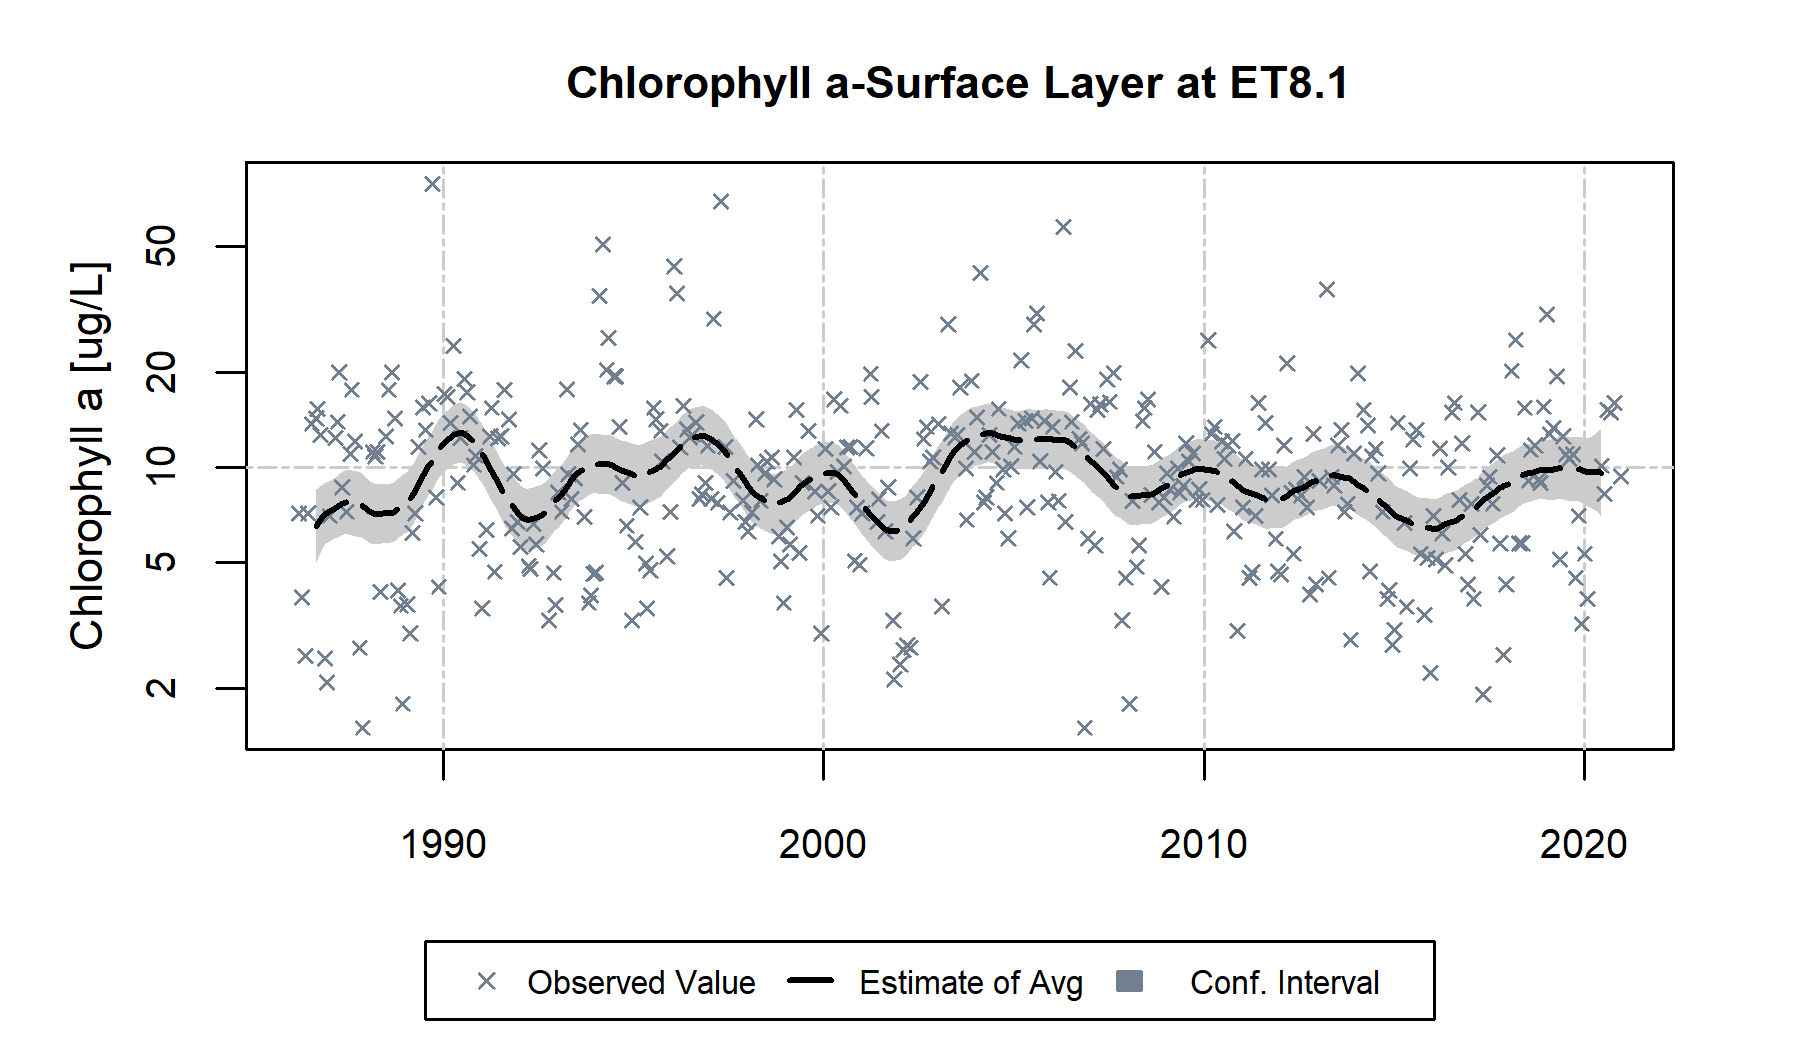 Chlorophyll a-Surface Layer at ET8.1
Chlorophyll a [ug/L]
50
20
10
5
2
1990 2000 2010 2020
Observed Value Estimate of Avg Conf. Interval